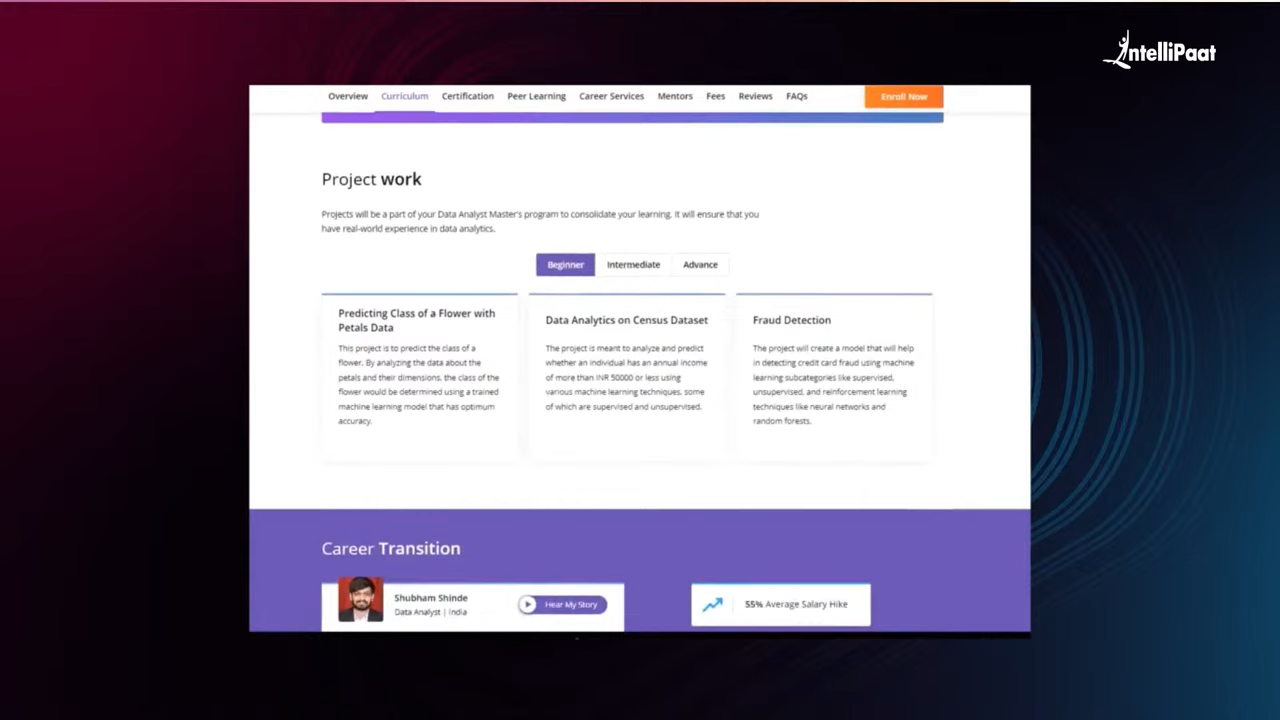 IntelliPaat
Overview Curriculum Certification Peer Learning Career Services Mentors Fees Reviews FAQs Enroll Now
Project work
Projects will be a part of your Data Analyst Master's program to consolidate your learning. It will ensure that you
have real-world experience in data analytics.
Beginner Intermediate Advance
Predicting Class of a Flower with
Petals Data
This project is to predict the class of a
flower. By analyzing the data about the
petals and their dimensions, the class of the
flower would be determined using a trained
machine learning model that has optimum
accuracy.
Data Analytics on Census Dataset
The project is meant to analyze and predict
whether an individual has an annual income
of more than INR 50000 or less using
various machine learning techniques, some
of which are supervised and unsupervised.
Fraud Detection
The project will create a model that will help
in detecting credit card fraud using machine
learning subcategories like supervised,
unsupervised, and reinforcement learning
techniques like neural networks and
random forests.
Career Transition
Shubham Shinde
Data Analyst | India
Hear My Story
55% Average Salary Hike